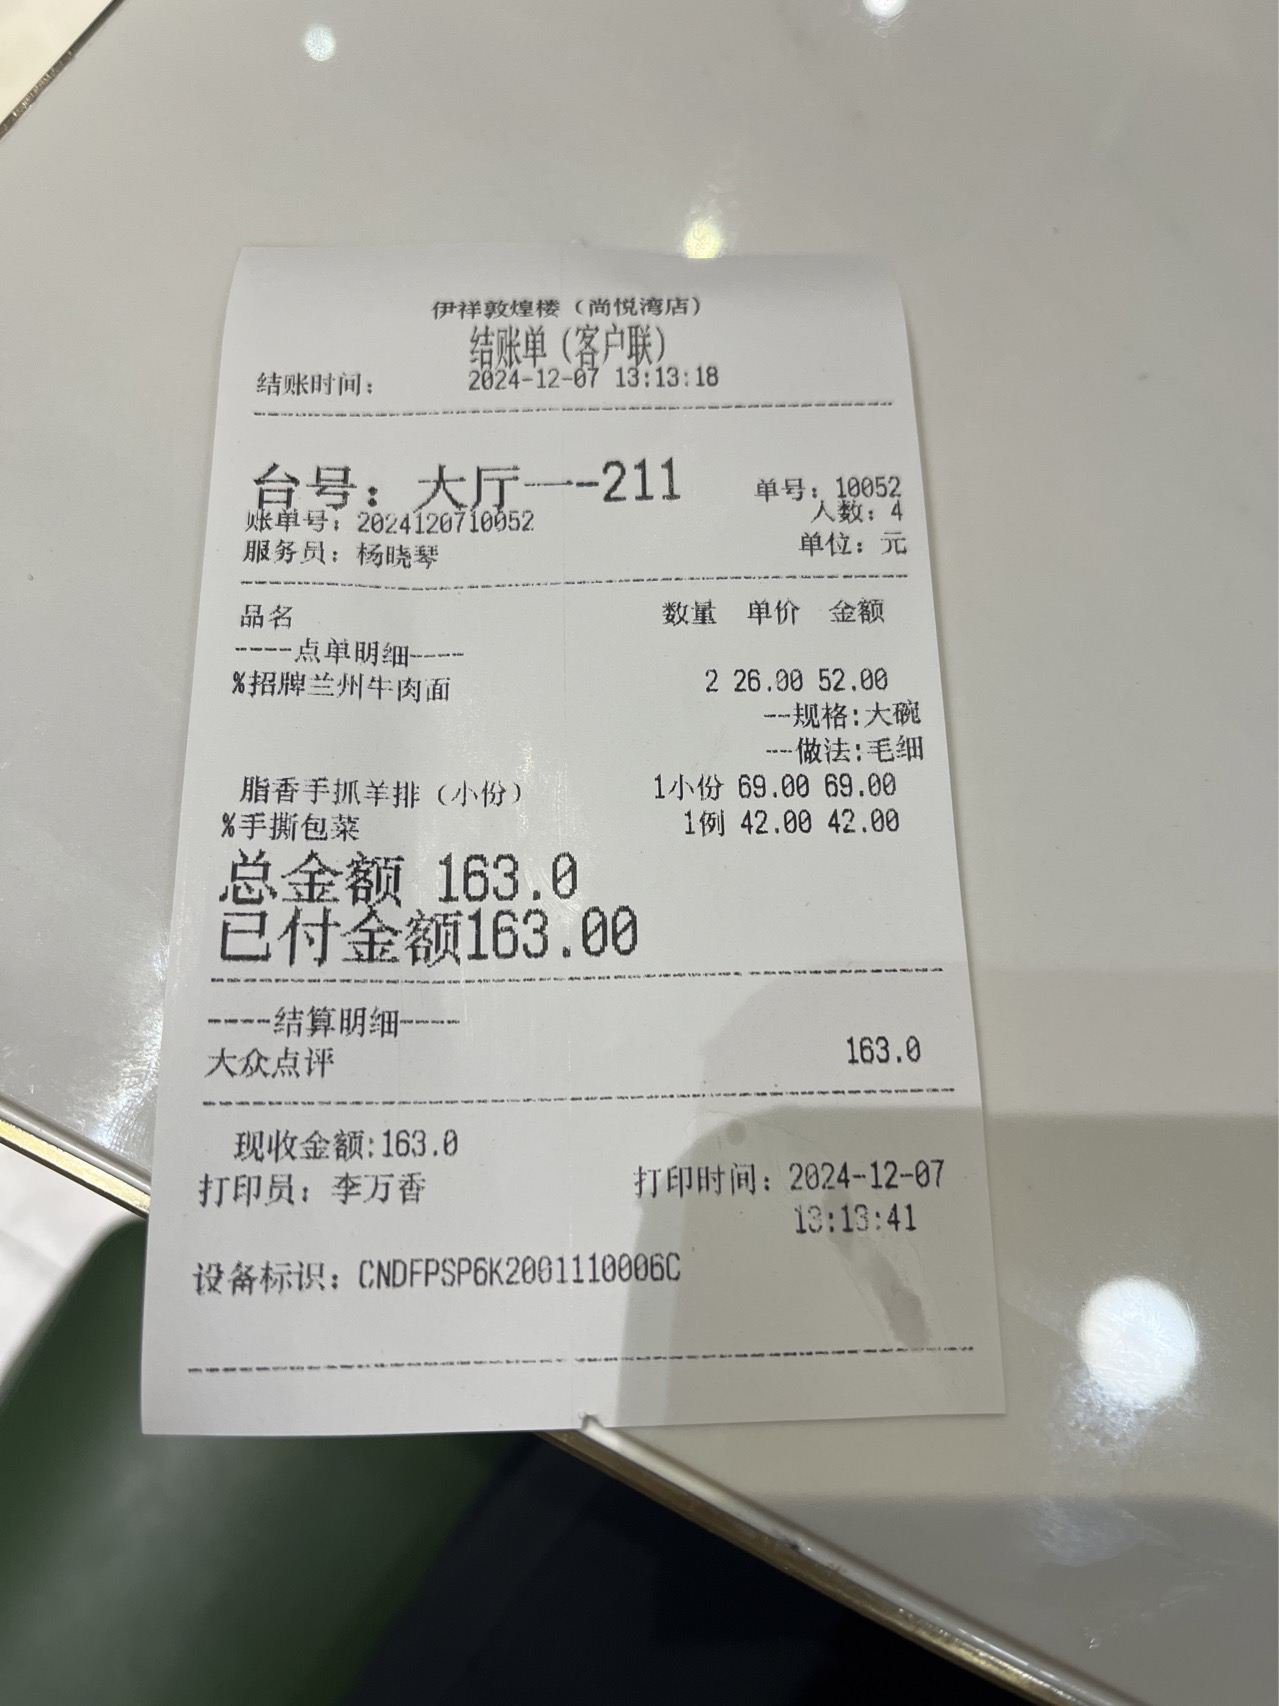 伊祥敦煌楼（尚悦湾店）
结账单（客户联）
结账时间： 2024-12-07 13:13:18
台号：大厅一-211 单号：10052
账单号：2024120710052 人数：4
服务员：杨晓琴 单位：元
品名 数量 单价 金额
----点单明细----
%招牌兰州牛肉面 2 26.00 52.00
--规格:大碗
--做法:毛细
脂香手抓羊排（小份） 1小份 69.00 69.00
%手撕包菜 1例 42.00 42.00
总金额 163.0
已付金额163.00
----结算明细----
大众点评 163.0
现收金额:163.0
打印员：李万香 打印时间：2024-12-07
13:13:41
设备标识：CNDFPSP6K2001110006C